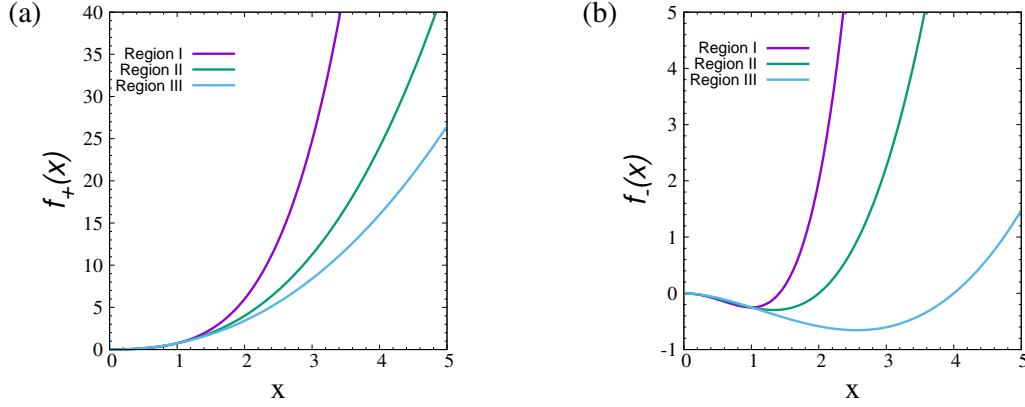 (a)
40
35
30
25
20
15
10
5
0
f+(x)
Region I
Region II
Region III
0 1 2 3 4 5
x
(b)
5
4
3
2
1
0
-1
f-(x)
Region I
Region II
Region III
0 1 2 3 4 5
x